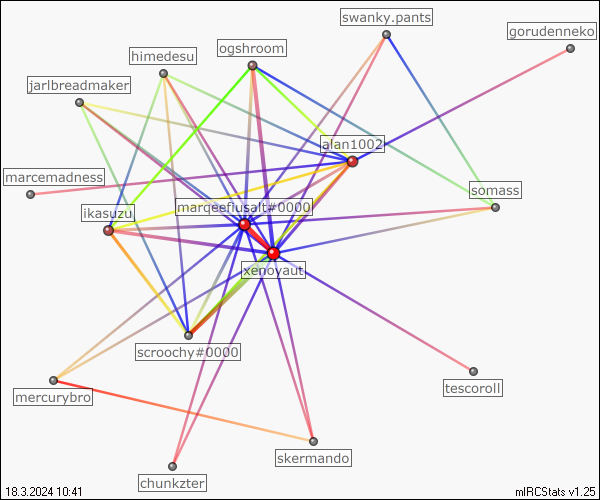 swanky.pants
gorudenneko
ogshroom
himedesu
jarlbreadmaker
alan1002
marcemadness
somass
marqeefiusalt#0000
ikasuzu
xenoyaut
scroochy#0000
tescoroll
mercurybro
skermando
chunkzter
18.3.2024 10:41
mIRCStats v1.25